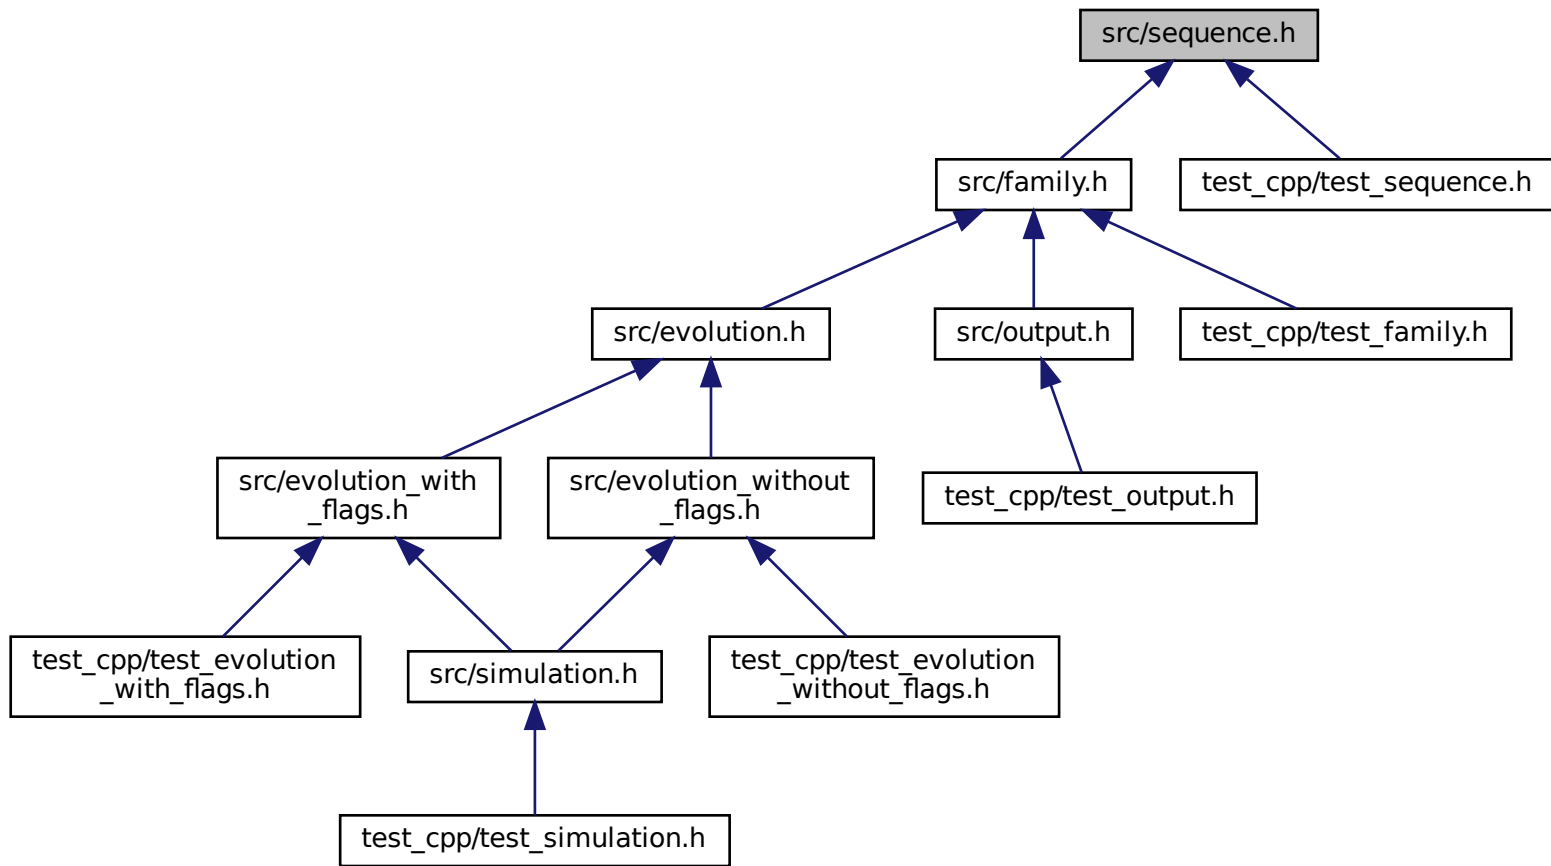 src/sequence.h
src/family.h
test_cpp/test_sequence.h
src/evolution.h
src/output.h
test_cpp/test_family.h
src/evolution_with
_flags.h
src/evolution_without
_flags.h
test_cpp/test_output.h
test_cpp/test_evolution
_with_flags.h
src/simulation.h
test_cpp/test_evolution
_without_flags.h
test_cpp/test_simulation.h